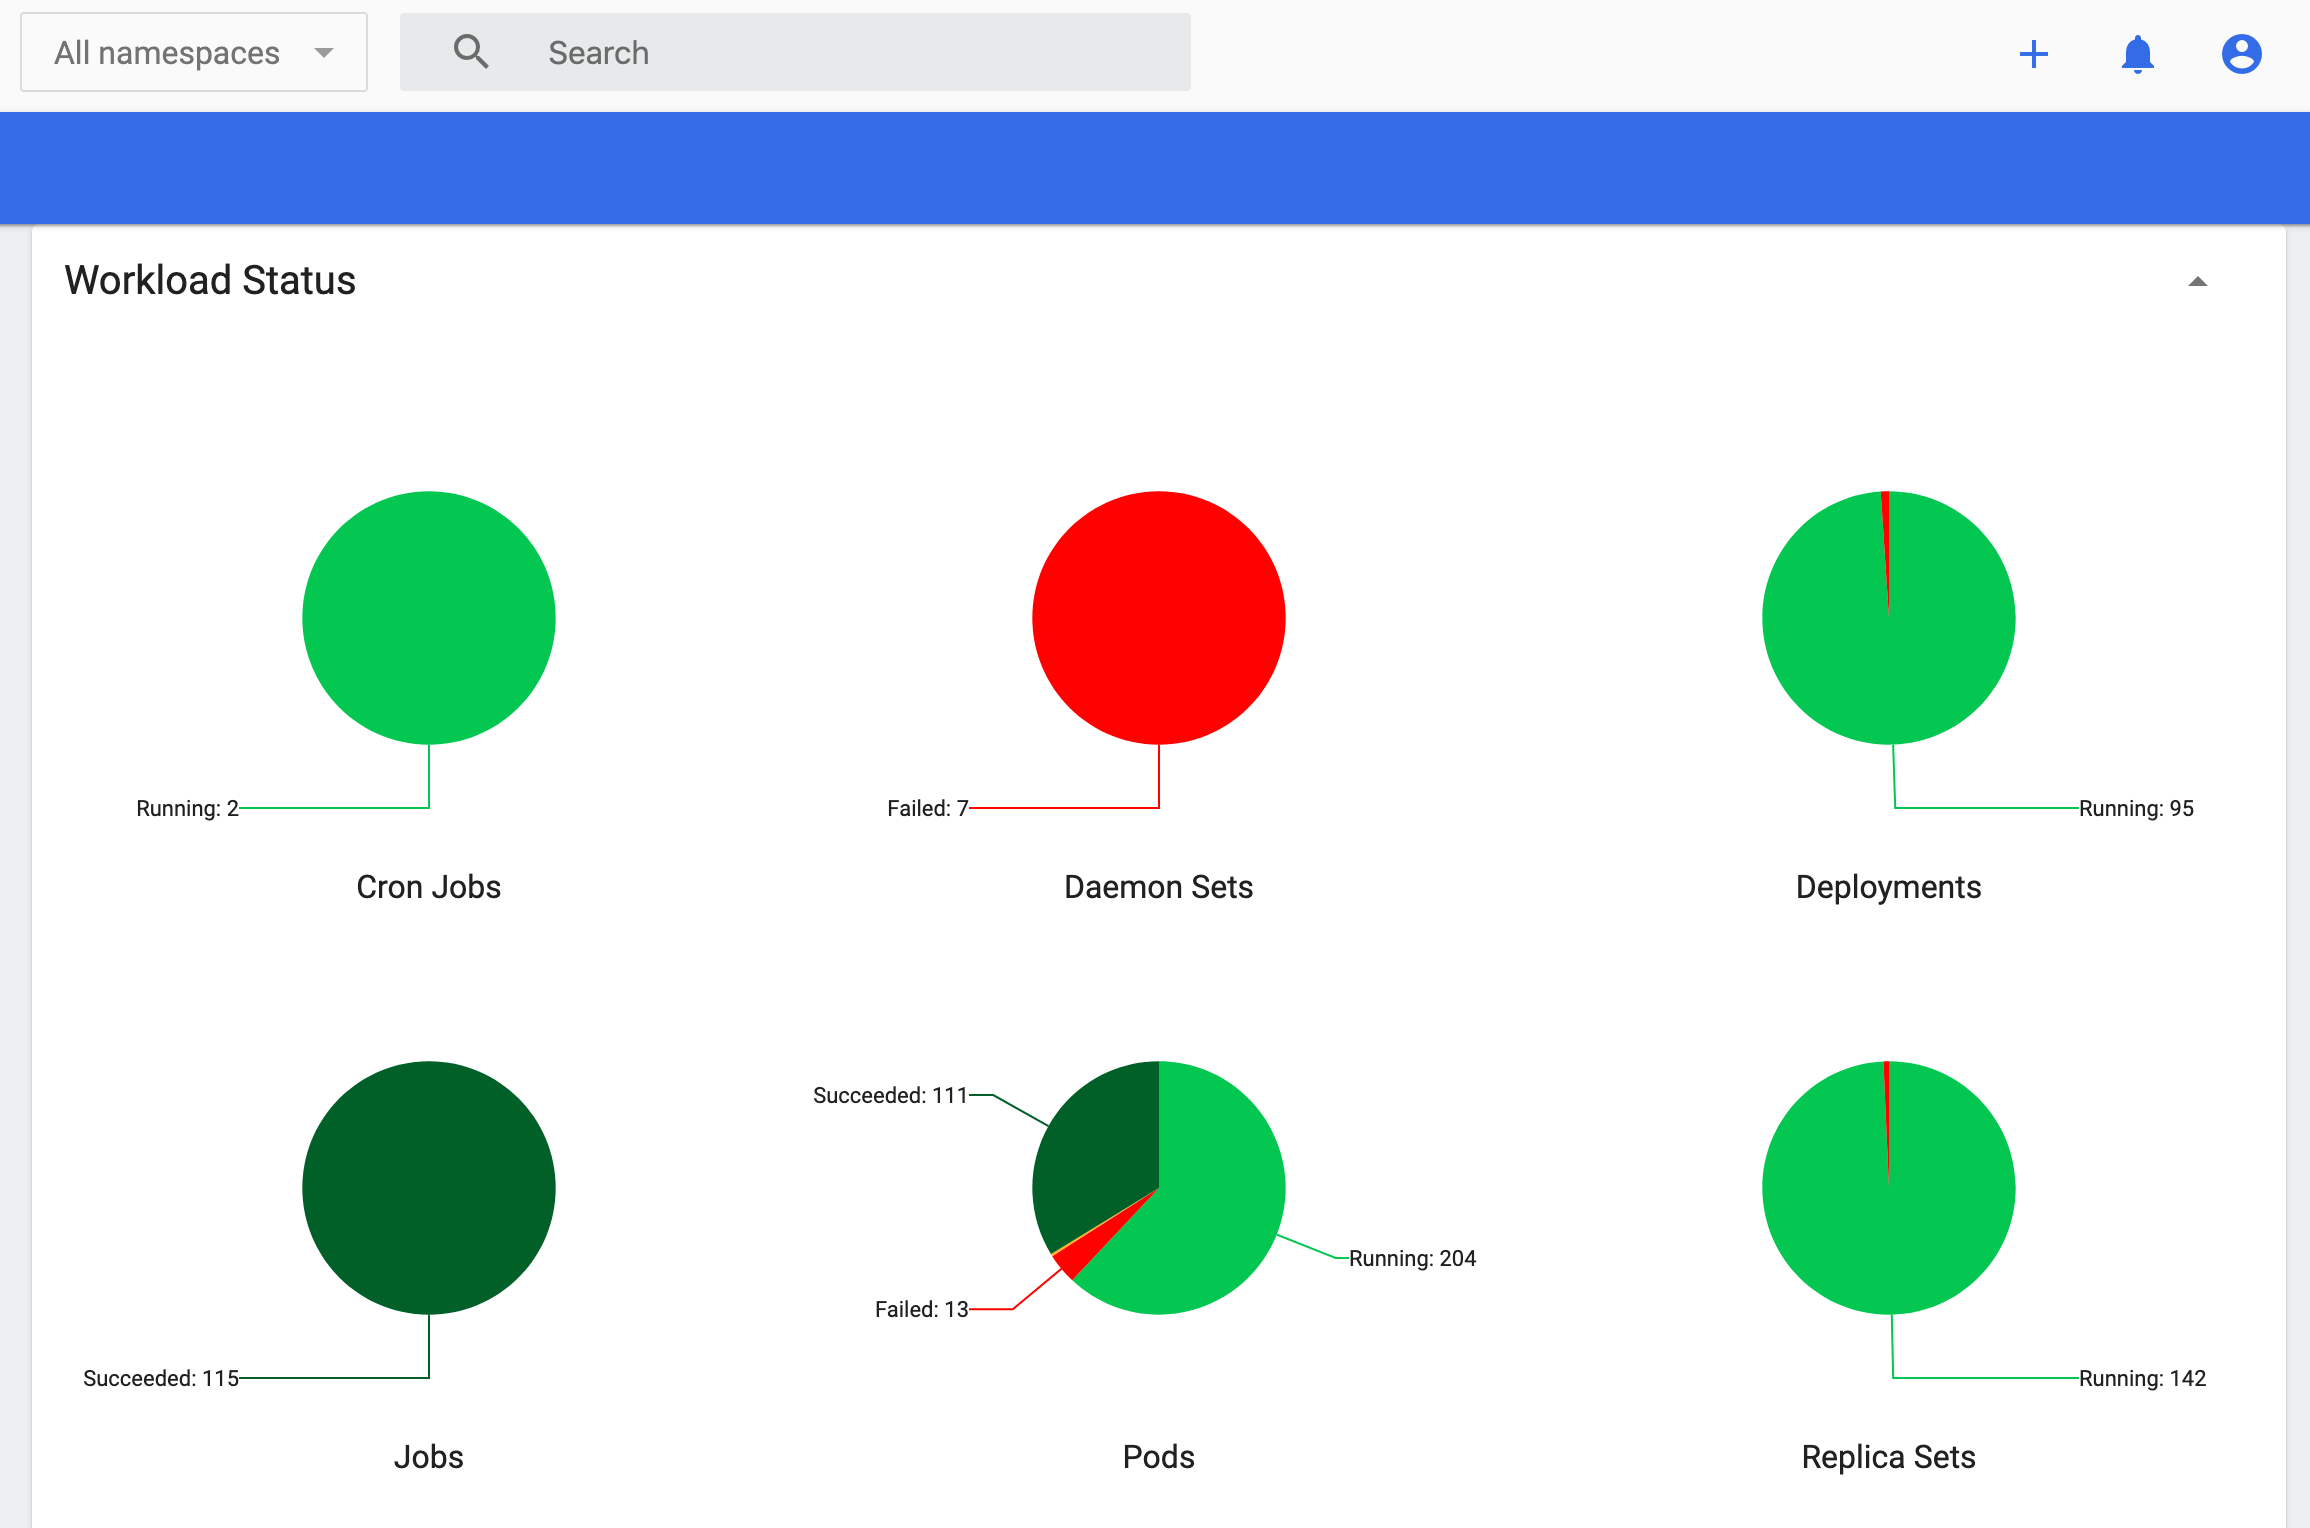 All namespaces
Search
Workload Status
Running: 2
Failed: 7
Running: 95
Cron Jobs
Daemon Sets
Deployments
Succeeded: 111
Running: 204
Failed: 13
Succeeded: 115
Running: 142
Jobs
Pods
Replica Sets